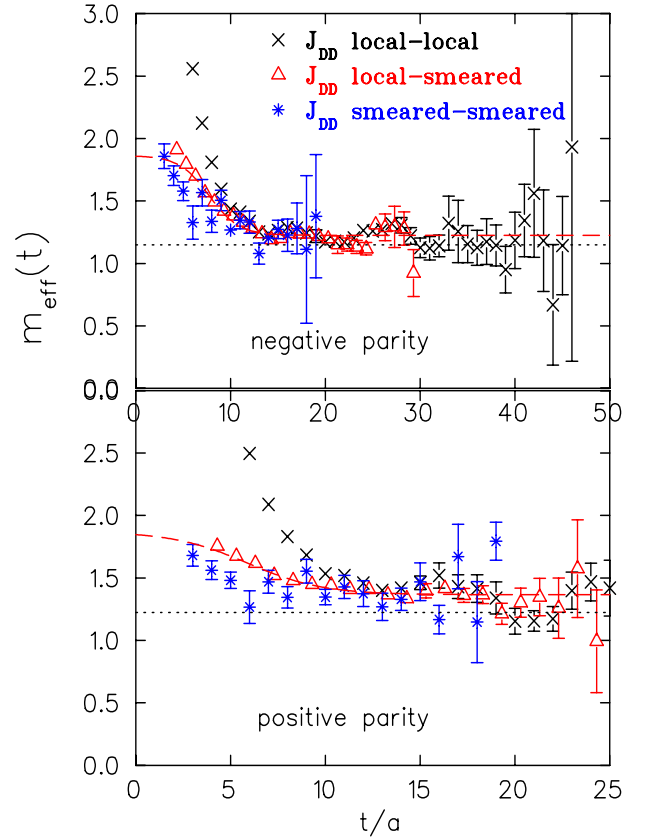 3.0
J_DD local-local
J_DD local-smeared
2.5
J_DD smeared-smeared
2.0
1.5
m_eff(t)
1.0
0.5
negative parity
0.0
0.0
0 10 20 30 40 50
2.5
2.0
1.5
1.0
0.5
positive parity
0.0
0 5 10 15 20 25
t/a